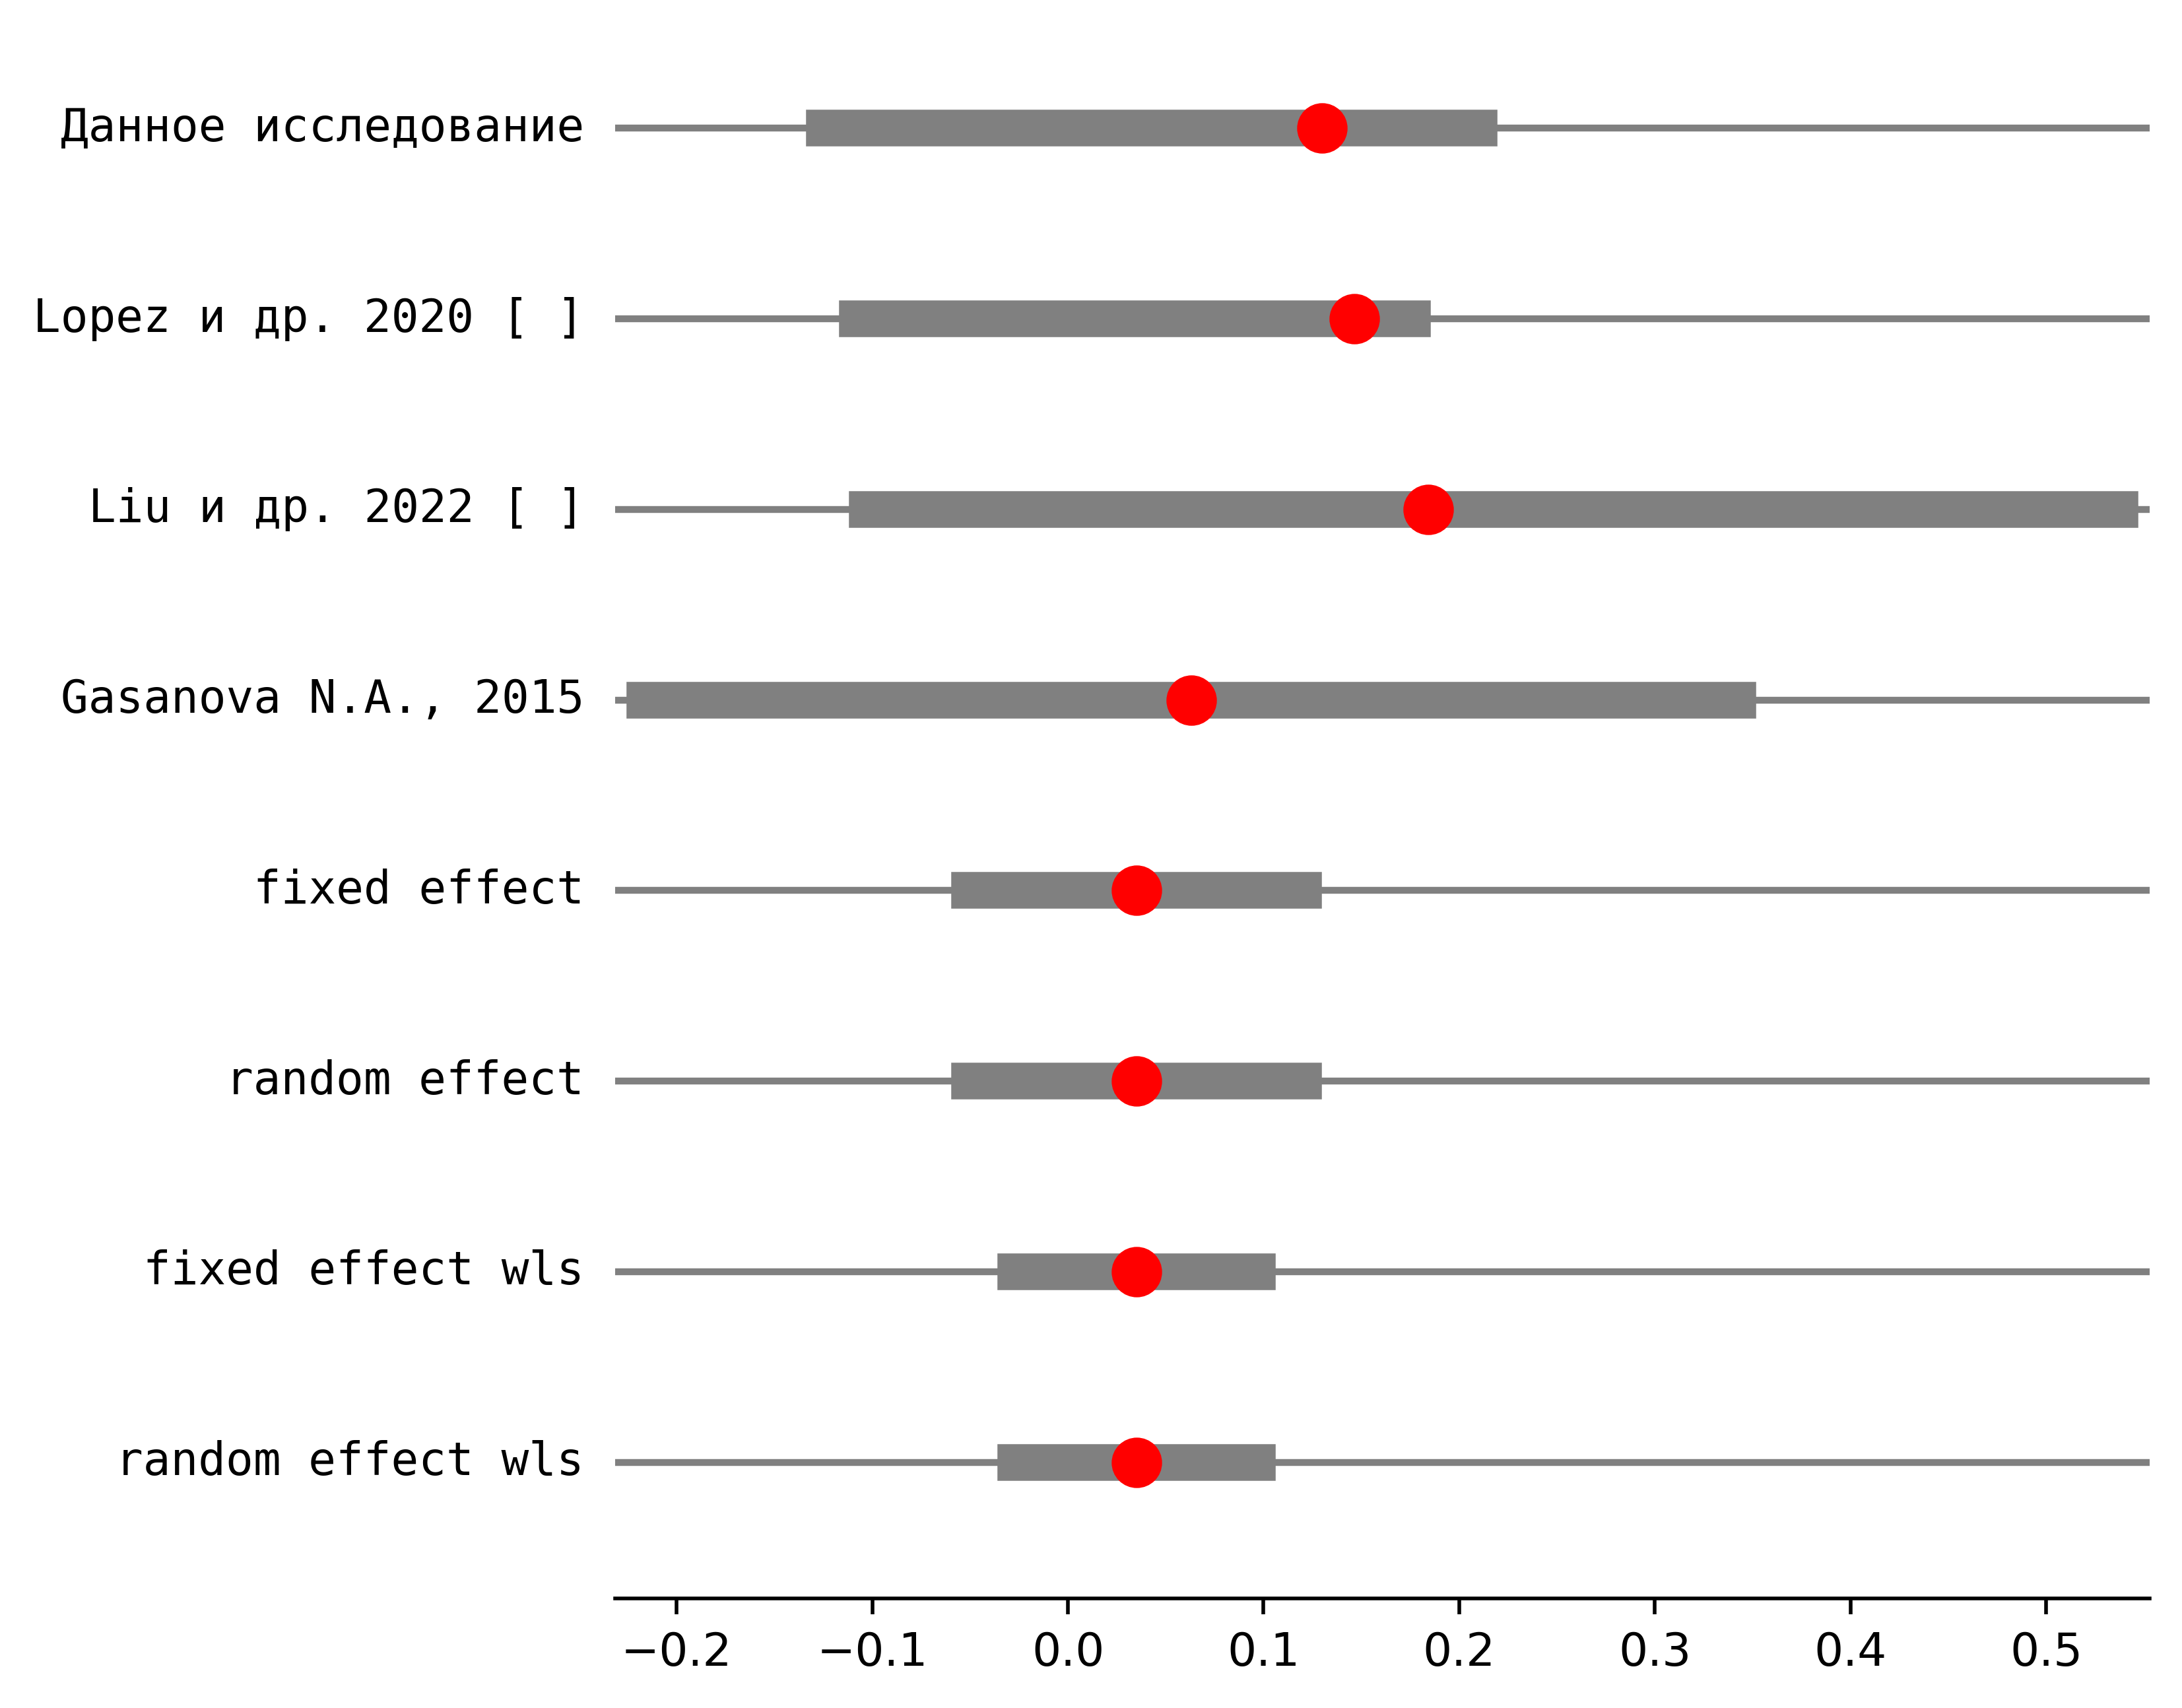 Данное исследование
Lopez и др. 2020 [ ]
Liu и др. 2022 [ ]
Gasanova N.A., 2015
fixed effect
random effect
fixed effect wls
random effect wls
−0.2 −0.1 0.0 0.1 0.2 0.3 0.4 0.5